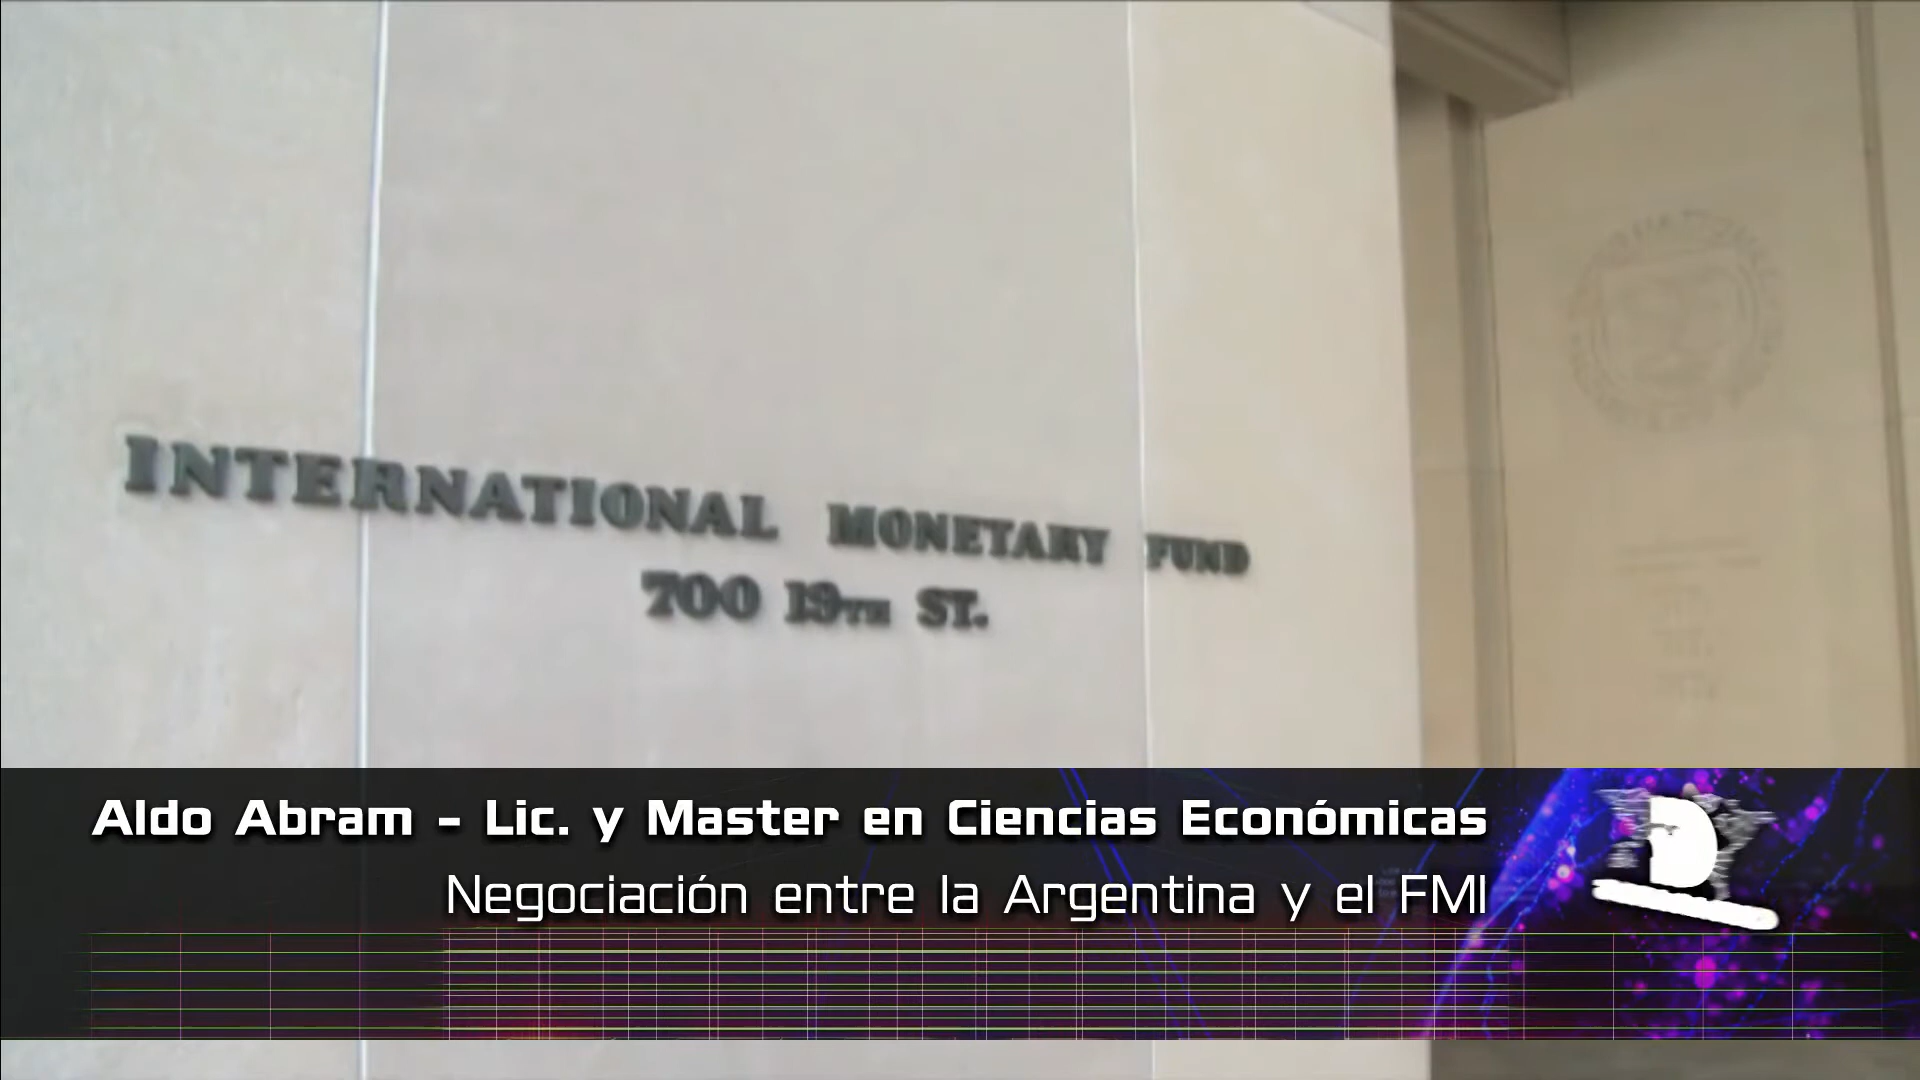 INTERNATIONAL MONETARY FUND
700 19TH ST.
Aldo Abram - Lic. y Master en Ciencias Económicas
Negociación entre la Argentina y el FMI